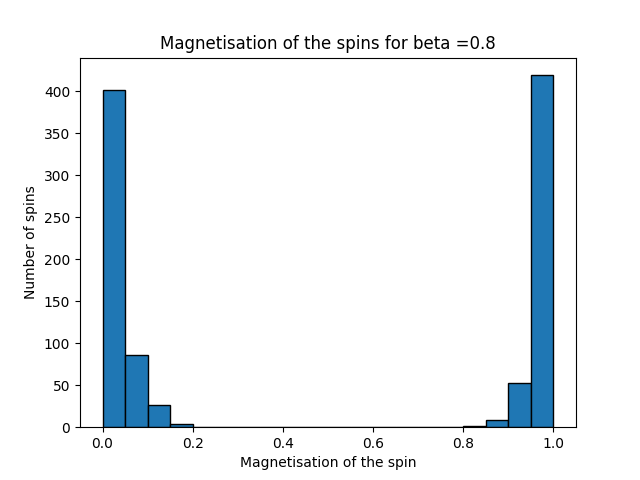 Magnetisation of the spins for beta =0.8
Number of spins
400
350
300
250
200
150
100
50
0
0.0 0.2 0.4 0.6 0.8 1.0
Magnetisation of the spin